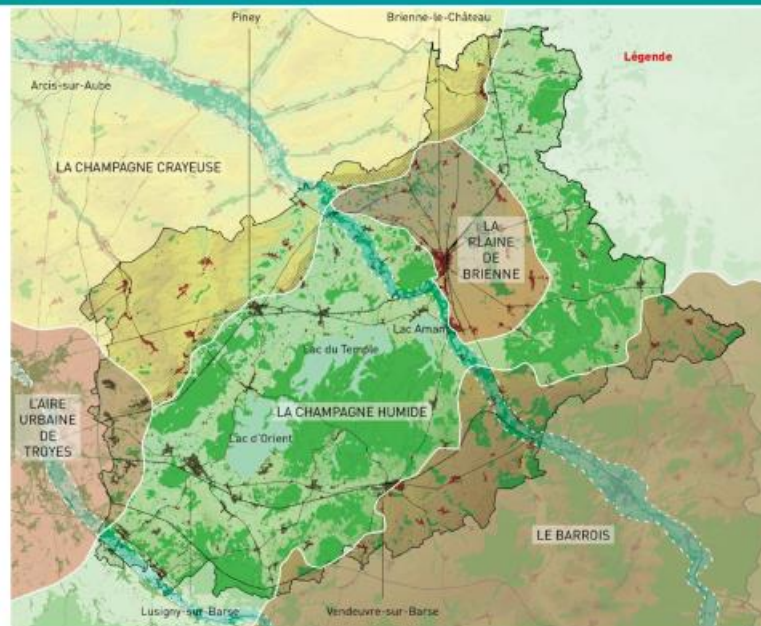 Piney
Brienne-le-Château
Légende
Arcis-sur-Aube
LA CHAMPAGNE CRAYEUSE
LA
PLAINE
DE
BRIENNE
Lac Aman
Lac du Temple
L'AIRE
URBAINE
DE
TROYES
LA CHAMPAGNE HUMIDE
Lac d'Orient
LE BARROIS
Lusigny-sur-Barse
Vendeuvre-sur-Barse